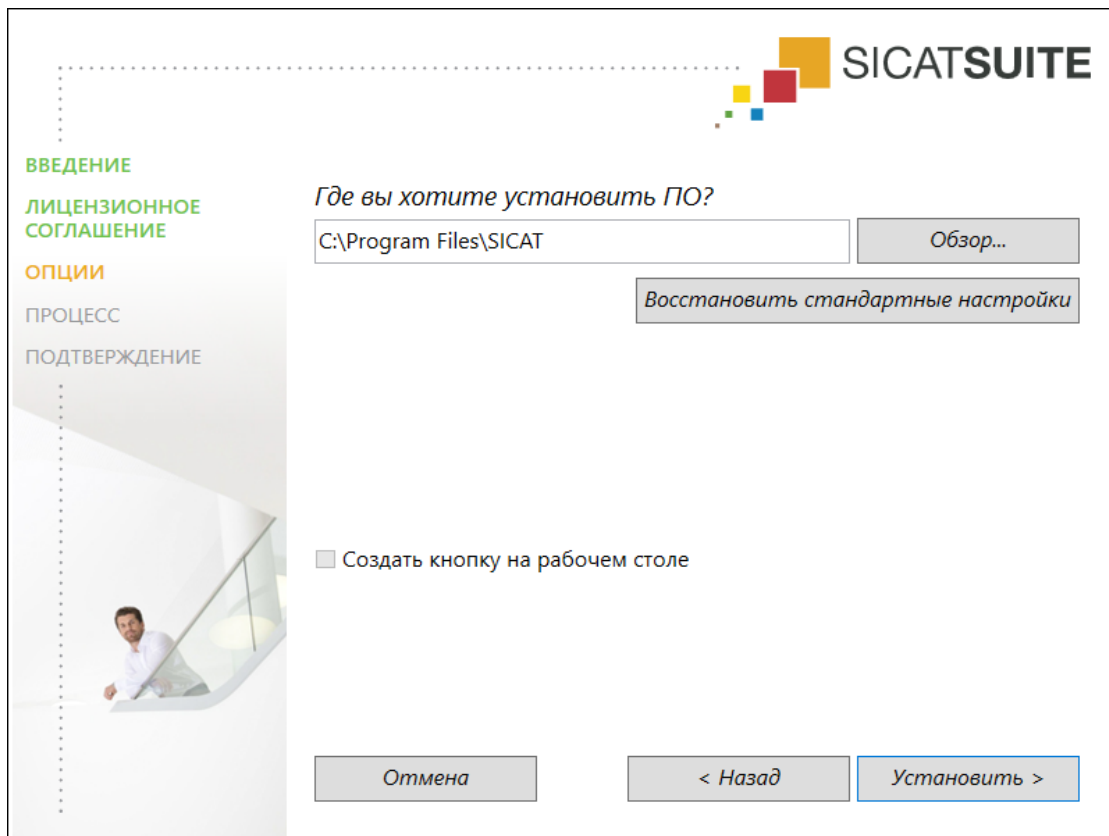 SICATSUITE
ВВЕДЕНИЕ
ЛИЦЕНЗИОННОЕ
СОГЛАШЕНИЕ
ОПЦИИ
ПРОЦЕСС
ПОДТВЕРЖДЕНИЕ
Где вы хотите установить ПО?
C:\Program Files\SICAT
Обзор...
Восстановить стандартные настройки
Создать кнопку на рабочем столе
Отмена
< Назад
Установить >